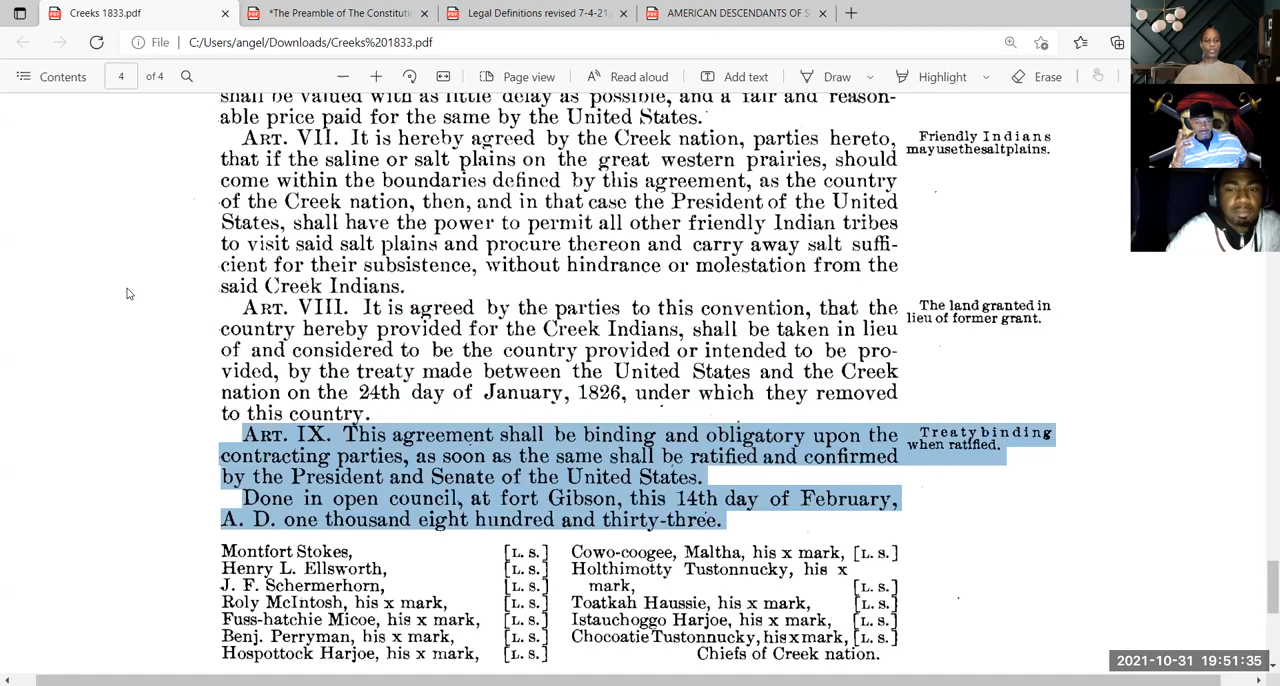 Creeks 1833.pdf
*The Preamble of The Constitutio
Legal Definitions revised 7-4-21.
AMERICAN DESCENDANTS OF S
File
C:/Users/angel/Downloads/Creeks%201833.pdf
Contents
4
of 4
Page view
Read aloud
Add text
Draw
Highlight
Erase
shall be valued with as little delay as possible, and a fair and reason-
able price paid for the same by the United States.
ART. VII. It is hereby agreed by the Creek nation, parties hereto,
that if the saline or salt plains on the great western prairies, should
come within the boundaries defined by this agreement, as the country
of the Creek nation, then, and in that case the President of the United
States, shall have the power to permit all other friendly Indian tribes
to visit said salt plains and procure thereon and carry away salt suffi-
cient for their subsistence, without hindrance or molestation from the
said Creek Indians.
Friendly Indians
may use the salt plains.
ART. VIII. It is agreed by the parties to this convention, that the
country hereby provided for the Creek Indians, shall be taken in lieu
of and considered to be the country provided or intended to be pro-
vided, by the treaty made between the United States and the Creek
nation on the 24th day of January, 1826, under which they removed
to this country.
The land granted in
lieu of former grant.
ART. IX. This agreement shall be binding and obligatory upon the
contracting parties, as soon as the same shall be ratified and confirmed
by the President and Senate of the United States.
Treaty binding
when ratified.
Done in open council, at fort Gibson, this 14th day of February,
A. D. one thousand eight hundred and thirty-three.
Montfort Stokes, [L. S.]
Henry L. Ellsworth, [L. S.]
J. F. Schermerhorn, [L. S.]
Roly McIntosh, his x mark, [L. S.]
Fuss-hatchie Micoe, his x mark, [L. S.]
Benj. Perryman, his x mark, [L. S.]
Hospottock Harjoe, his x mark, [L. S.]
Cowo-coogee, Maltha, his x mark, [L. S.]
Holthimotty Tustonnucky, his x
mark, [L. S.]
Toatkah Haussie, his x mark, [L. S.]
Istauchoggo Harjoe, his x mark, [L. S.]
Chocoatie Tustonnucky, his x mark, [L. S.]
Chiefs of Creek nation.
2021-10-31 19:51:35